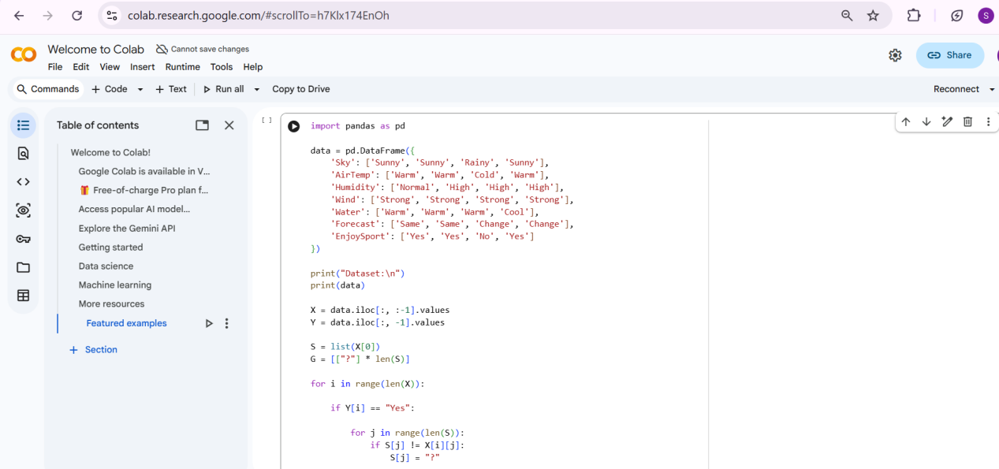 colab.research.google.com/#scrollTo=h7Klx174EnOh
S
Welcome to Colab
Cannot save changes
File Edit View Insert Runtime Tools Help
Share
Commands + Code + Text Run all Copy to Drive
Reconnect
Table of contents
Welcome to Colab!
Google Colab is available in V...
Free-of-charge Pro plan f...
Access popular AI model...
Explore the Gemini API
Getting started
Data science
Machine learning
More resources
Featured examples
+ Section
[ ]
import pandas as pd
data = pd.DataFrame({
    'Sky': ['Sunny', 'Sunny', 'Rainy', 'Sunny'],
    'AirTemp': ['Warm', 'Warm', 'Cold', 'Warm'],
    'Humidity': ['Normal', 'High', 'High', 'High'],
    'Wind': ['Strong', 'Strong', 'Strong', 'Strong'],
    'Water': ['Warm', 'Warm', 'Warm', 'Cool'],
    'Forecast': ['Same', 'Same', 'Change', 'Change'],
    'EnjoySport': ['Yes', 'Yes', 'No', 'Yes']
})
print("Dataset:\n")
print(data)
X = data.iloc[:, :-1].values
Y = data.iloc[:, -1].values
S = list(X[0])
G = [["?"] * len(S)]
for i in range(len(X)):
    if Y[i] == "Yes":
        for j in range(len(S)):
            if S[j] != X[i][j]:
                S[j] = "?"